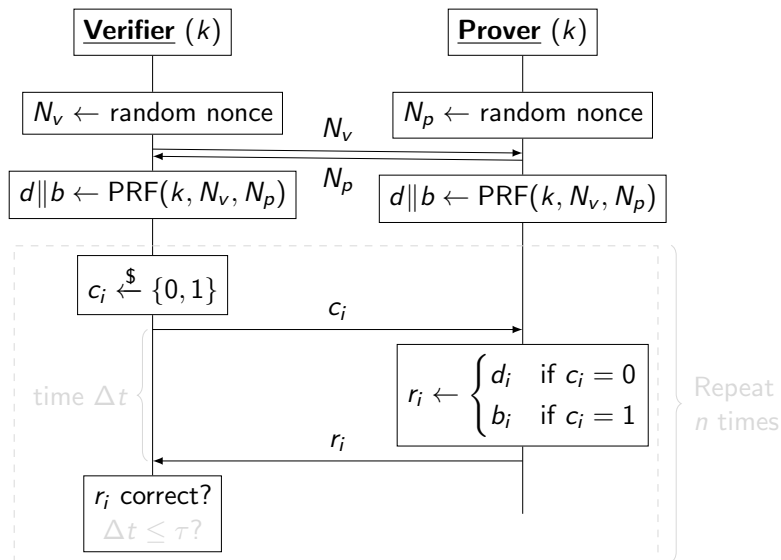 Verifier (k)
Prover (k)
N_v ← random nonce
N_p ← random nonce
N_v
N_p
d‖b ← PRF(k, N_v, N_p)
d‖b ← PRF(k, N_v, N_p)
c_i ←$ {0, 1}
c_i
time Δt
r_i ← { d_i if c_i = 0
b_i if c_i = 1
Repeat
n times
r_i
r_i correct?
Δt ≤ τ?